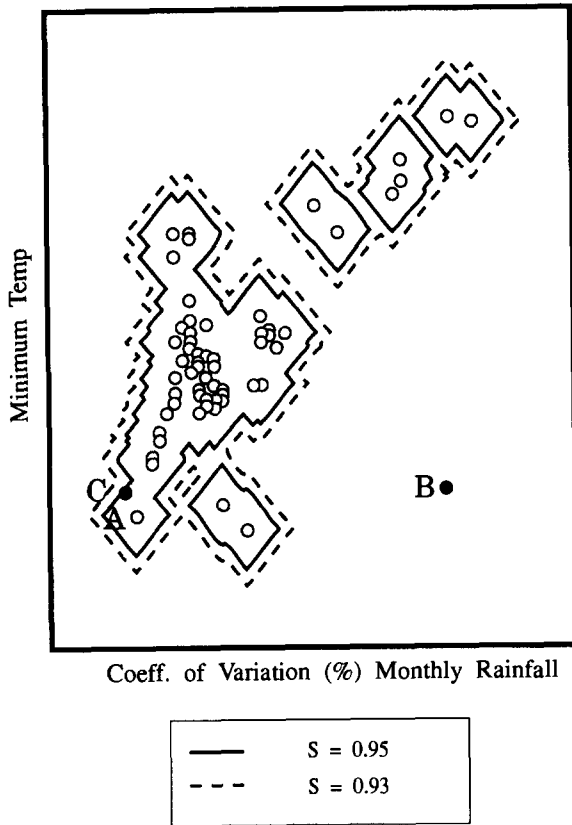 Minimum Temp
C
A
B
Coeff. of Variation (%) Monthly Rainfall
S = 0.95
S = 0.93